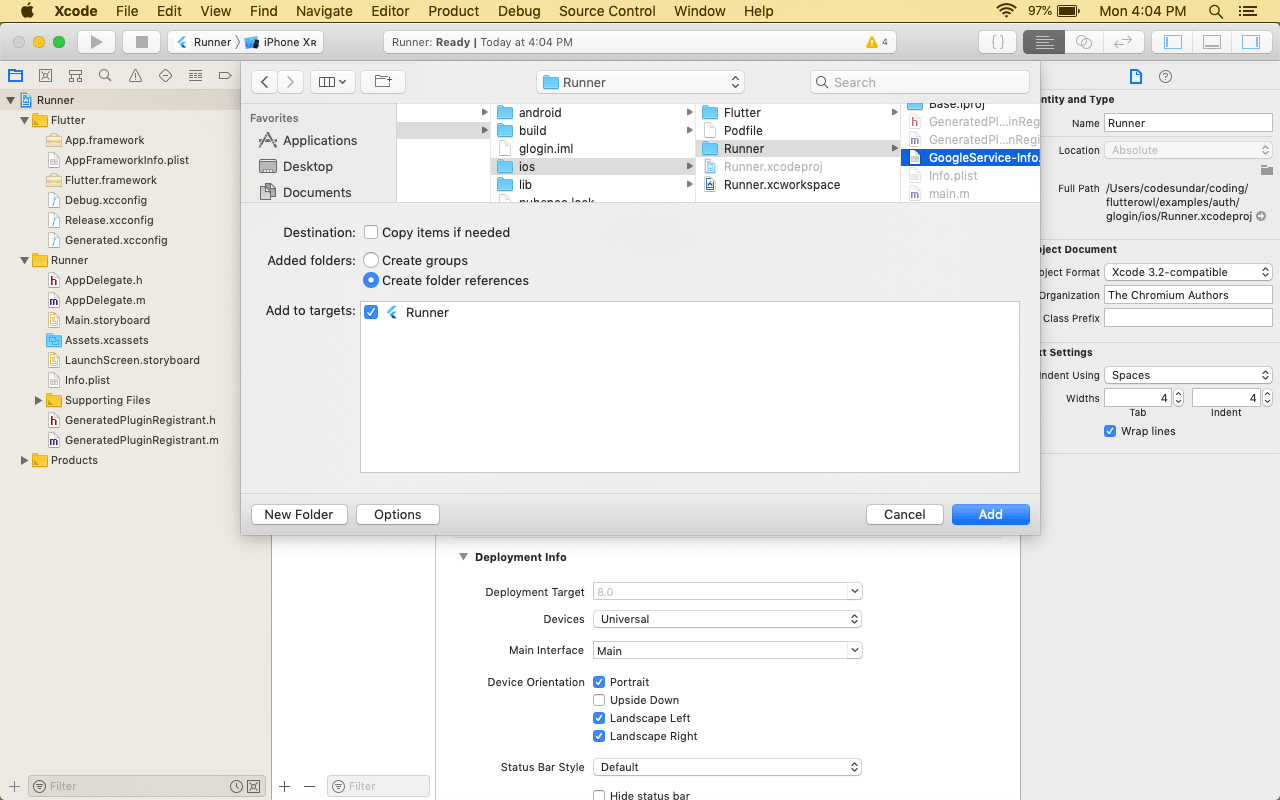 Xcode File Edit View Find Navigate Editor Product Debug Source Control Window Help 97% Mon 4:04 PM
Runner iPhone XR Runner: Ready | Today at 4:04 PM 4
Runner
Flutter
App.framework
AppFrameworkInfo.plist
Flutter.framework
Debug.xcconfig
Release.xcconfig
Generated.xcconfig
Runner
AppDelegate.h
AppDelegate.m
Main.storyboard
Assets.xcassets
LaunchScreen.storyboard
Info.plist
Supporting Files
GeneratedPluginRegistrant.h
GeneratedPluginRegistrant.m
Products
Filter
Runner
Search
Favorites
Applications
Desktop
Documents
android
build
glogin.iml
ios
lib
pubspec.lock
Flutter
Podfile
Runner
Runner.xcodeproj
Runner.xcworkspace
Base.lproj
GeneratedPl...inReg
GeneratedPl...nReg
GoogleService-Info.
Info.plist
main.m
Destination: Copy items if needed
Added folders: Create groups
Create folder references
Add to targets: Runner
New Folder Options Cancel Add
Deployment Info
Deployment Target 8.0
Devices Universal
Main Interface Main
Device Orientation Portrait
Upside Down
Landscape Left
Landscape Right
Status Bar Style Default
Hide status bar
Filter
entity and Type
Name Runner
Location Absolute
Full Path /Users/codesundar/coding/
flutterowl/examples/auth/
glogin/ios/Runner.xcodeproj
oject Document
oject Format Xcode 3.2-compatible
Organization The Chromium Authors
Class Prefix
xt Settings
Indent Using Spaces
Widths 4 4
Tab Indent
Wrap lines